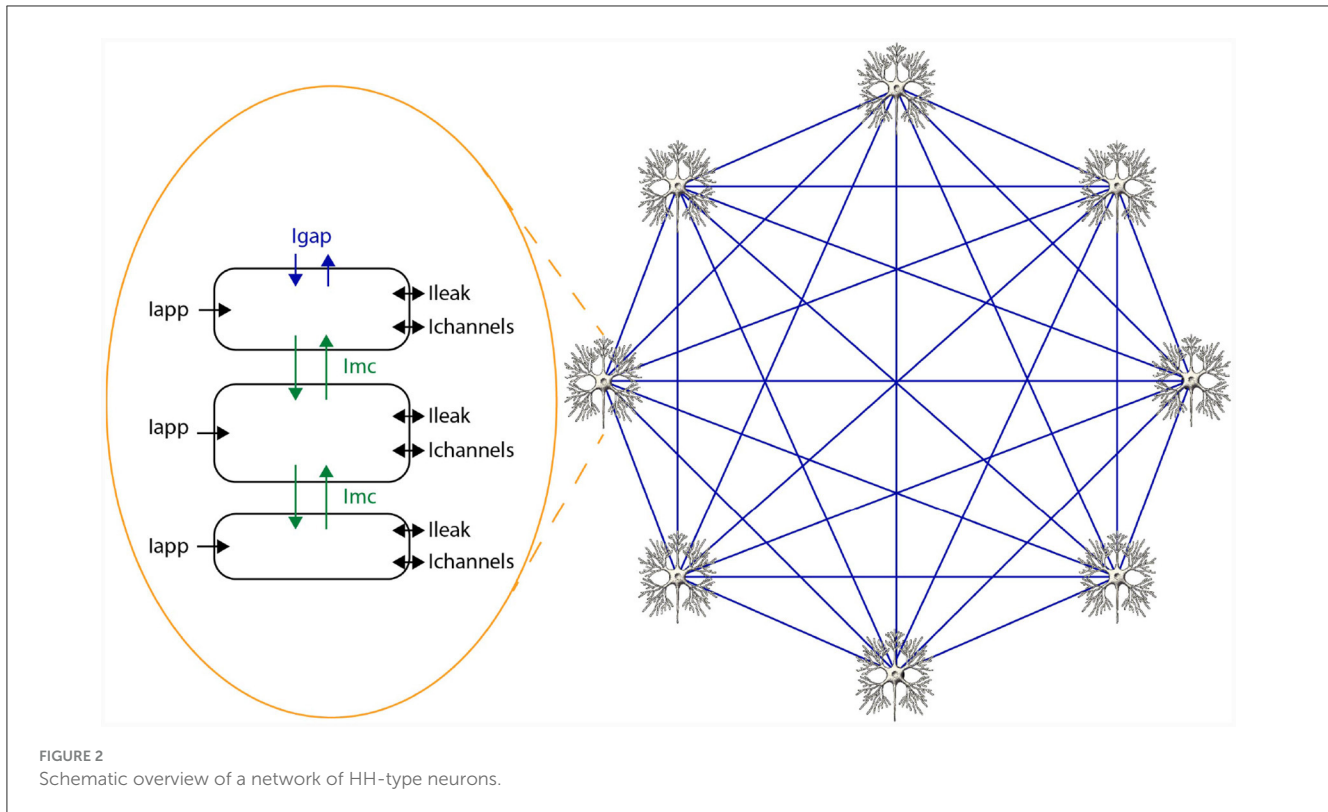 Igap
Iapp
Ileak
Ichannels
Imc
Iapp
Ileak
Ichannels
Imc
Iapp
Ileak
Ichannels
FIGURE 2
Schematic overview of a network of HH-type neurons.